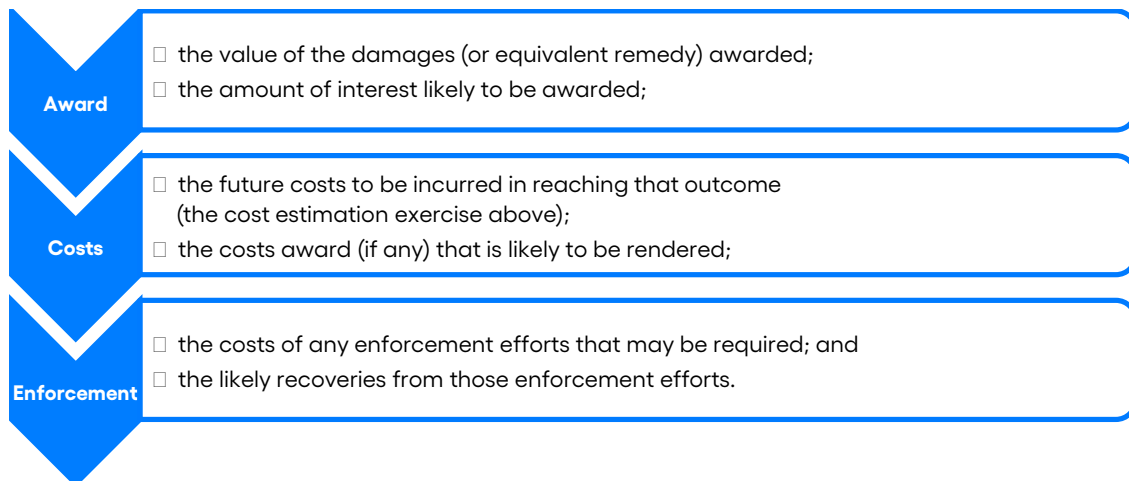 Award
☐ the value of the damages (or equivalent remedy) awarded;
☐ the amount of interest likely to be awarded;
Costs
☐ the future costs to be incurred in reaching that outcome
(the cost estimation exercise above);
☐ the costs award (if any) that is likely to be rendered;
Enforcement
☐ the costs of any enforcement efforts that may be required; and
☐ the likely recoveries from those enforcement efforts.